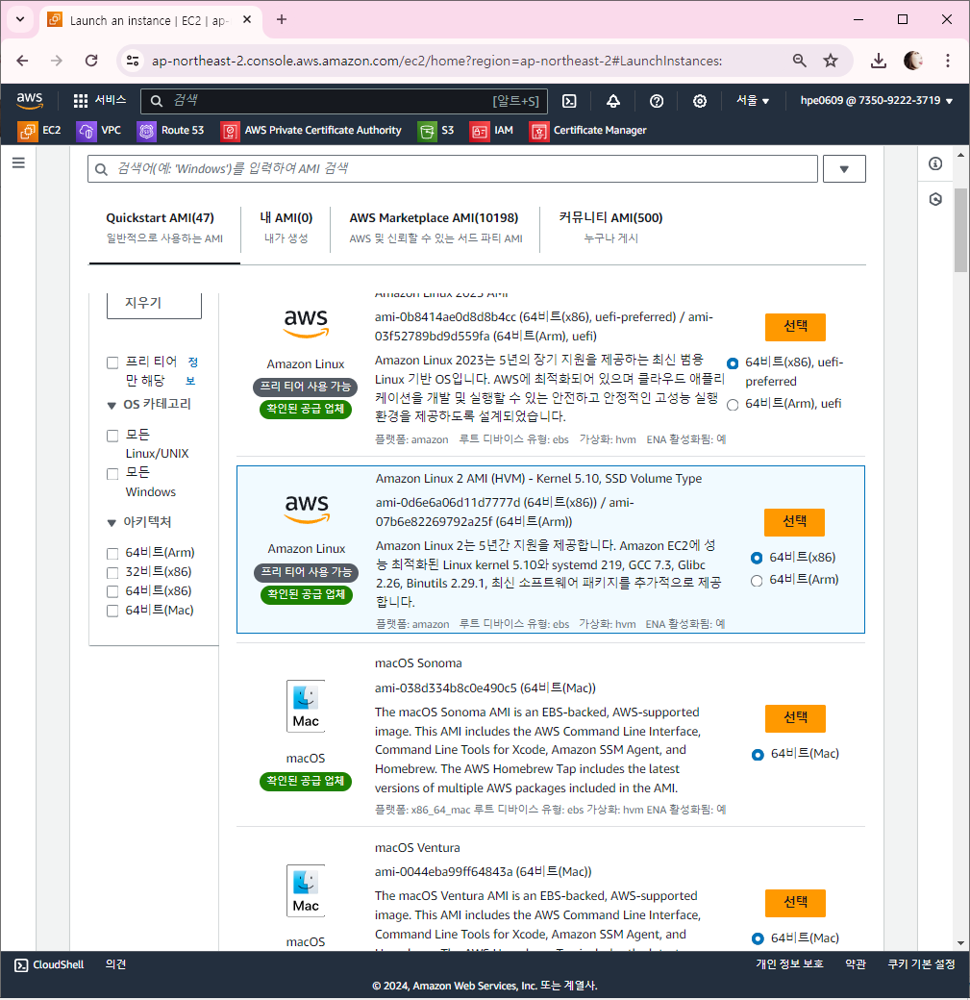 Launch an instance | EC2 | ap-
ap-northeast-2.console.aws.amazon.com/ec2/home?region=ap-northeast-2#LaunchInstances:
aws 서비스 검색 [알트+S] 서울 hpe0609 @ 7350-9222-3719
EC2 VPC Route 53 AWS Private Certificate Authority S3 IAM Certificate Manager
검색어(예: 'Windows')를 입력하여 AMI 검색
Quickstart AMI(47)
일반적으로 사용하는 AMI
내 AMI(0)
내가 생성
AWS Marketplace AMI(10198)
AWS 및 신뢰할 수 있는 서드 파티 AMI
커뮤니티 AMI(500)
누구나 게시
지우기
프리 티어
만 해당
정
보
OS 카테고리
모든
Linux/UNIX
모든
Windows
아키텍처
64비트(Arm)
32비트(x86)
64비트(x86)
64비트(Mac)
aws
Amazon Linux
프리 티어 사용 가능
확인된 공급 업체
Amazon Linux 2023 AMI
ami-0b8414ae0d8d8b4cc (64비트(x86), uefi-preferred) / ami-
03f52789bd9d559fa (64비트(Arm), uefi)
Amazon Linux 2023는 5년의 장기 지원을 제공하는 최신 범용
Linux 기반 OS입니다. AWS에 최적화되어 있으며 클라우드 애플리
케이션을 개발 및 실행할 수 있는 안전하고 안정적인 고성능 실행
환경을 제공하도록 설계되었습니다.
플랫폼: amazon 루트 디바이스 유형: ebs 가상화: hvm ENA 활성화됨: 예
선택
64비트(x86), uefi-
preferred
64비트(Arm), uefi
aws
Amazon Linux
프리 티어 사용 가능
확인된 공급 업체
Amazon Linux 2 AMI (HVM) - Kernel 5.10, SSD Volume Type
ami-0d6e6a06d11d7777d (64비트(x86)) / ami-
07b6e82269792a25f (64비트(Arm))
Amazon Linux 2는 5년간 지원을 제공합니다. Amazon EC2에 성
능 최적화된 Linux kernel 5.10와 systemd 219, GCC 7.3, Glibc
2.26, Binutils 2.29.1, 최신 소프트웨어 패키지를 추가적으로 제공
합니다.
플랫폼: amazon 루트 디바이스 유형: ebs 가상화: hvm ENA 활성화됨: 예
선택
64비트(x86)
64비트(Arm)
Mac
macOS
확인된 공급 업체
macOS Sonoma
ami-038d334b8c0e490c5 (64비트(Mac))
The macOS Sonoma AMI is an EBS-backed, AWS-supported
image. This AMI includes the AWS Command Line Interface,
Command Line Tools for Xcode, Amazon SSM Agent, and
Homebrew. The AWS Homebrew Tap includes the latest
versions of multiple AWS packages included in the AMI.
플랫폼: x86_64_mac 루트 디바이스 유형: ebs 가상화: hvm ENA 활성화됨: 예
선택
64비트(Mac)
Mac
macOS
macOS Ventura
ami-0044eba99ff64843a (64비트(Mac))
The macOS Ventura AMI is an EBS-backed, AWS-supported
image. This AMI includes the AWS Command Line Interface,
Command Line Tools for Xcode, Amazon SSM Agent, and
선택
64비트(Mac)
CloudShell 의견 개인 정보 보호 약관 쿠키 기본 설정
© 2024, Amazon Web Services, Inc. 또는 계열사.